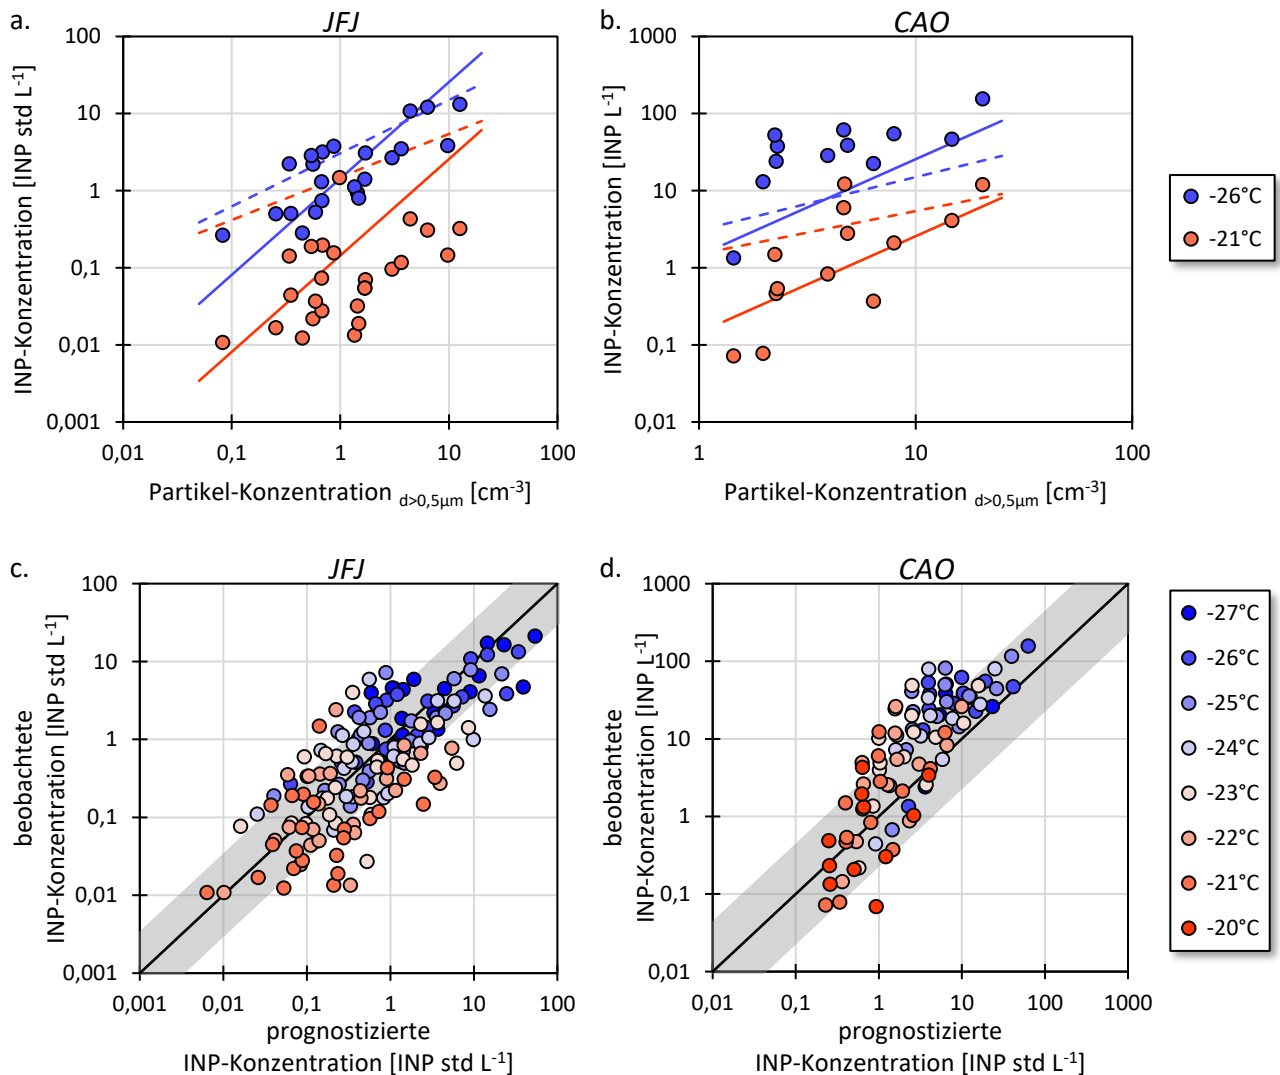 a.
JFJ
INP-Konzentration [INP std L-1]
100
10
1
0,1
0,01
0,001
0,01
0,1
1
10
100
Partikel-Konzentration d>0,5µm [cm-3]
b.
CAO
INP-Konzentration [INP L-1]
1000
100
10
1
0,1
0,01
1
10
100
Partikel-Konzentration d>0,5µm [cm-3]
-26°C
-21°C
c.
JFJ
beobachtete
INP-Konzentration [INP std L-1]
100
10
1
0,1
0,01
0,001
0,001
0,01
0,1
1
10
100
prognostizierte
INP-Konzentration [INP std L-1]
d.
CAO
beobachtete
INP-Konzentration [INP L-1]
1000
100
10
1
0,1
0,01
0,01
0,1
1
10
100
1000
prognostizierte
INP-Konzentration [INP std L-1]
-27°C
-26°C
-25°C
-24°C
-23°C
-22°C
-21°C
-20°C